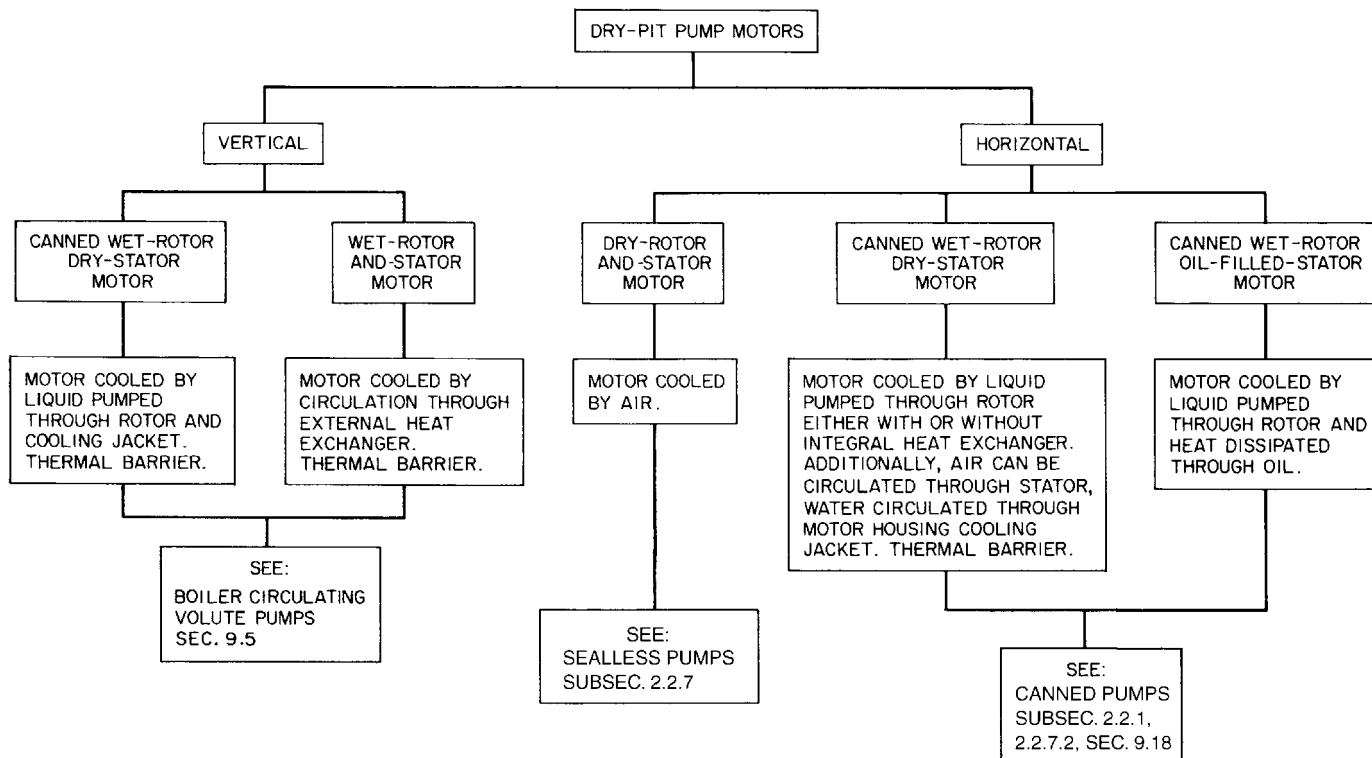 DRY-PIT PUMP MOTORS
VERTICAL
HORIZONTAL
CANNED WET-ROTOR
DRY-STATOR
MOTOR
WET-ROTOR
AND-STATOR
MOTOR
DRY-ROTOR
AND-STATOR
MOTOR
CANNED WET-ROTOR
DRY-STATOR
MOTOR
CANNED WET-ROTOR
OIL-FILLED-STATOR
MOTOR
MOTOR COOLED BY
LIQUID PUMPED
THROUGH ROTOR AND
COOLING JACKET.
THERMAL BARRIER.
MOTOR COOLED BY
CIRCULATION THROUGH
EXTERNAL HEAT
EXCHANGER.
THERMAL BARRIER.
MOTOR COOLED
BY AIR.
MOTOR COOLED BY LIQUID
PUMPED THROUGH ROTOR
EITHER WITH OR WITHOUT
INTEGRAL HEAT EXCHANGER.
ADDITIONALLY, AIR CAN BE
CIRCULATED THROUGH STATOR,
WATER CIRCULATED THROUGH
MOTOR HOUSING COOLING
JACKET. THERMAL BARRIER.
MOTOR COOLED BY
LIQUID PUMPED
THROUGH ROTOR AND
HEAT DISSIPATED
THROUGH OIL.
SEE:
BOILER CIRCULATING
VOLUTE PUMPS
SEC. 9.5
SEE:
SEALLESS PUMPS
SUBSEC. 2.2.7
SEE:
CANNED PUMPS
SUBSEC. 2.2.1,
2.2.7.2, SEC. 9.18